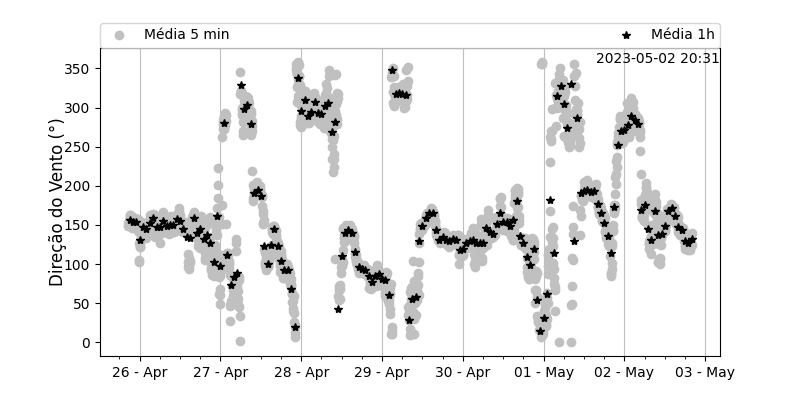 Média 5 min
Média 1h
2023-05-02 20:31
Direção do Vento (°)
350
300
250
200
150
100
50
0
26 - Apr
27 - Apr
28 - Apr
29 - Apr
30 - Apr
01 - May
02 - May
03 - May